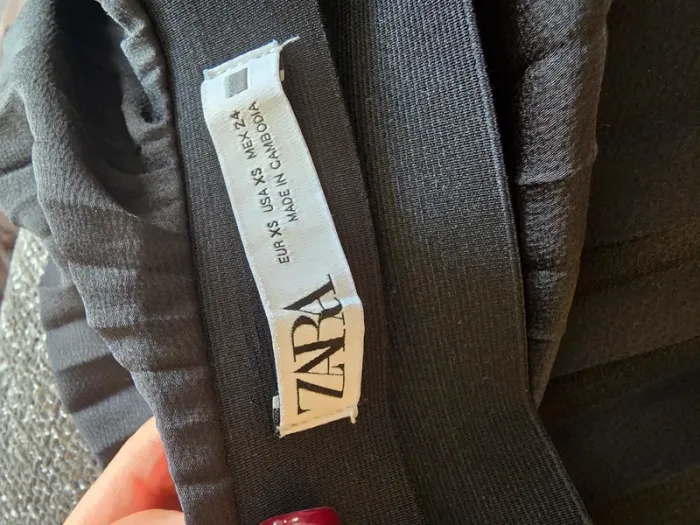 ZARA
EUR XS USA XS MEX 24
MADE IN CAMBODIA